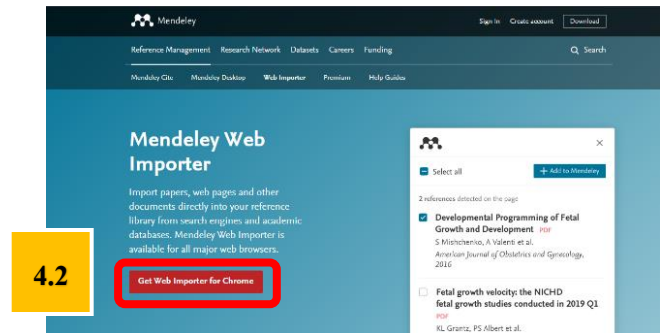 Mendeley
Sign In Create account Download
Reference Management Research Network Datasets Careers Funding
Search
Mendeley Cite Mendeley Desktop Web Importer Premium Help Guides
Mendeley Web
Importer
Import papers, web pages and other
documents directly into your reference
library from search engines and academic
databases. Mendeley Web Importer is
available for all major web browsers.
4.2
Get Web Importer for Chrome
Select all
+ Add to Mendeley
2 references detected on the page
Developmental Programming of Fetal
Growth and Development PDF
S Mishchenko, A Valenti et al.
American Journal of Obstetrics and Gynecology,
2016
Fetal growth velocity: the NICHD
fetal growth studies conducted in 2019 Q1
PDF
KL Grantz, PS Albert et al.